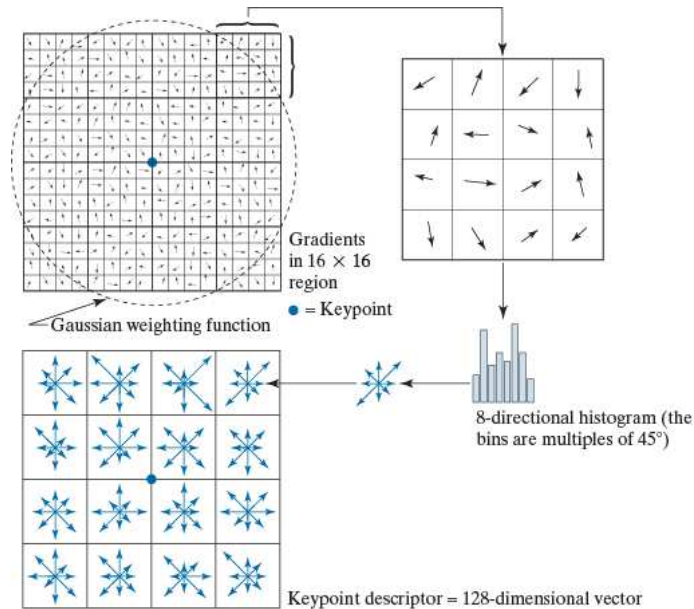 Gradients
in 16 × 16
region
● = Keypoint
Gaussian weighting function
8-directional histogram (the
bins are multiples of 45°)
Keypoint descriptor = 128-dimensional vector